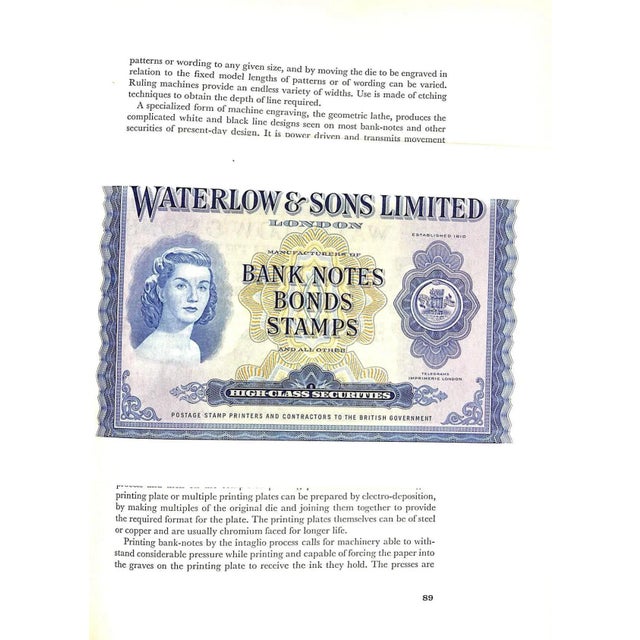 patterns or wording to any given size, and by moving the die to be engraved in
relation to the fixed model lengths of patterns or of wording can be varied.
Ruling machines provide an endless variety of widths. Use is made of etching
techniques to obtain the depth of line required.
A specialized form of machine engraving, the geometric lathe, produces the
complicated white and black line designs seen on most bank-notes and other
securities of present-day design. It is power driven and transmits movement
WATERLOW & SONS LIMITED
LONDON
ESTABLISHED 1810
MANUFACTURERS OF
BANK NOTES
BONDS
STAMPS
AND ALL OTHER
TELEGRAMS
IMPRIMERIE LONDON
HIGH-CLASS SECURITIES
POSTAGE STAMP PRINTERS AND CONTRACTORS TO THE BRITISH GOVERNMENT
printing plate or multiple printing plates can be prepared by electro-deposition,
by making multiples of the original die and joining them together to provide
the required format for the plate. The printing plates themselves can be of steel
or copper and are usually chromium faced for longer life.
Printing bank-notes by the intaglio process calls for machinery able to with-
stand considerable pressure while printing and capable of forcing the paper into
the graves on the printing plate to receive the ink they hold. The presses are
89